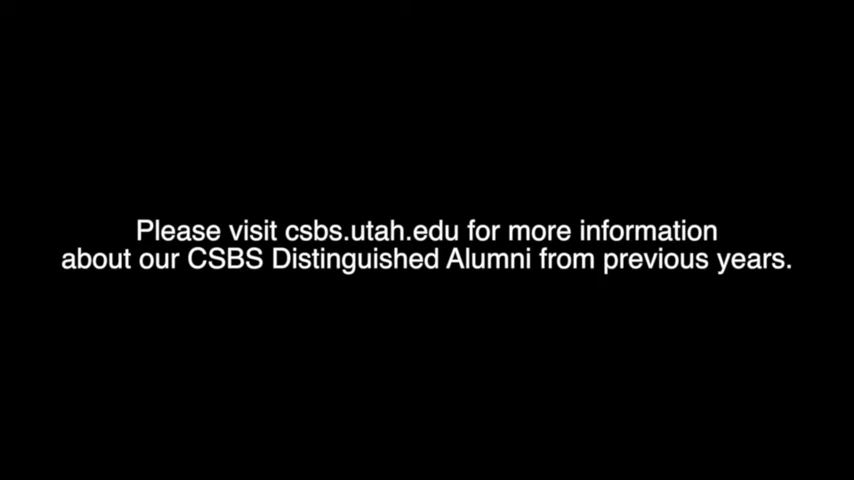 Please visit csbs.utah.edu for more information
about our CSBS Distinguished Alumni from previous years.